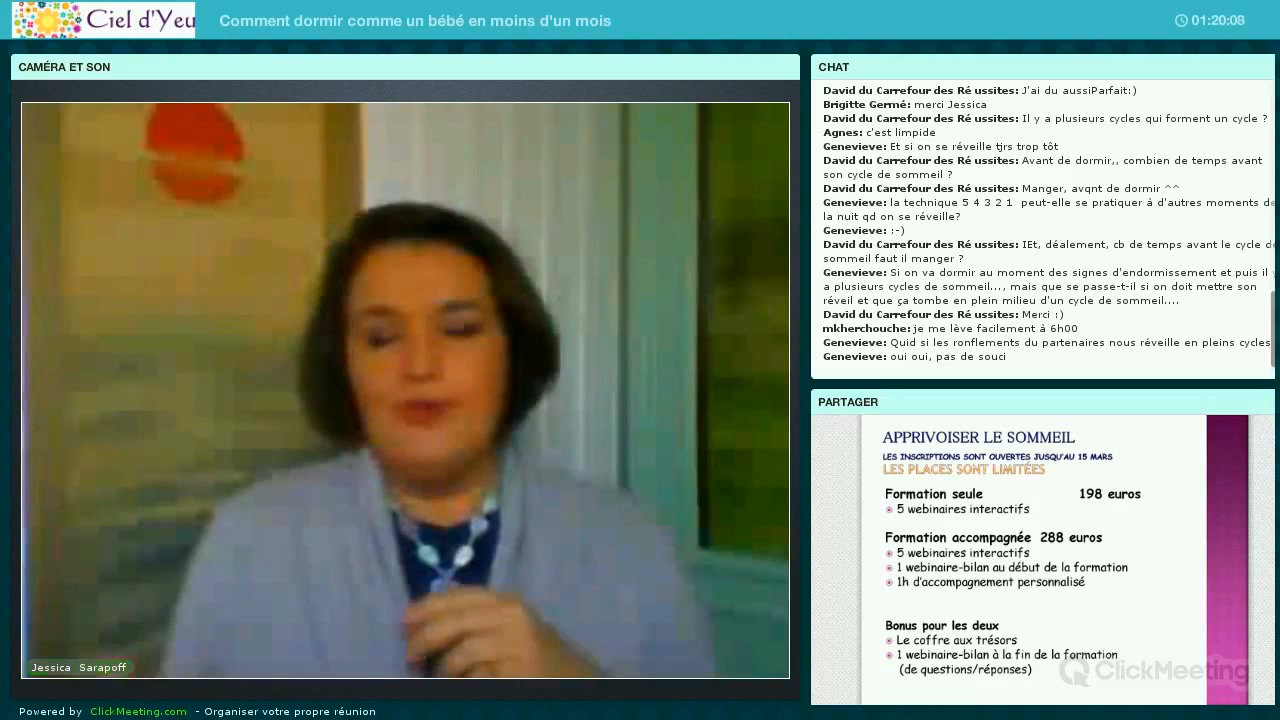 Ciel d'Yeu
Comment dormir comme un bébé en moins d'un mois
01:20:08
CAMÉRA ET SON
Jessica Sarapoff
CHAT
David du Carrefour des Ré ussites: J'ai du aussiParfait:)
Brigitte Germé: merci Jessica
David du Carrefour des Ré ussites: Il y a plusieurs cycles qui forment un cycle ?
Agnes: c'est limpide
Genevieve: Et si on se réveille tjrs trop tôt
David du Carrefour des Ré ussites: Avant de dormir,, combien de temps avant
son cycle de sommeil ?
David du Carrefour des Ré ussites: Manger, avqnt de dormir ^^
Genevieve: la technique 5 4 3 2 1 peut-elle se pratiquer à d'autres moments de
la nuit qd on se réveille?
Genevieve: :-)
David du Carrefour des Ré ussites: IEt, déalement, cb de temps avant le cycle de
sommeil faut il manger ?
Genevieve: Si on va dormir au moment des signes d'endormissement et puis il y
a plusieurs cycles de sommeil..., mais que se passe-t-il si on doit mettre son
réveil et que ça tombe en plein milieu d'un cycle de sommeil....
David du Carrefour des Ré ussites: Merci :)
mkherchouche: je me lève facilement à 6h00
Genevieve: Quid si les ronflements du partenaires nous réveille en pleins cycles
Genevieve: oui oui, pas de souci
PARTAGER
APPRIVOISER LE SOMMEIL
LES INSCRIPTIONS SONT OUVERTES JUSQU'AU 15 MARS
LES PLACES SONT LIMITÉES
Formation seule 198 euros
5 webinaires interactifs
Formation accompagnée 288 euros
5 webinaires interactifs
1 webinaire-bilan au début de la formation
1h d'accompagnement personnalisé
Bonus pour les deux
Le coffre aux trésors
1 webinaire-bilan à la fin de la formation
(de questions/réponses)
ClickMeeting
Powered by ClickMeeting.com - Organiser votre propre réunion